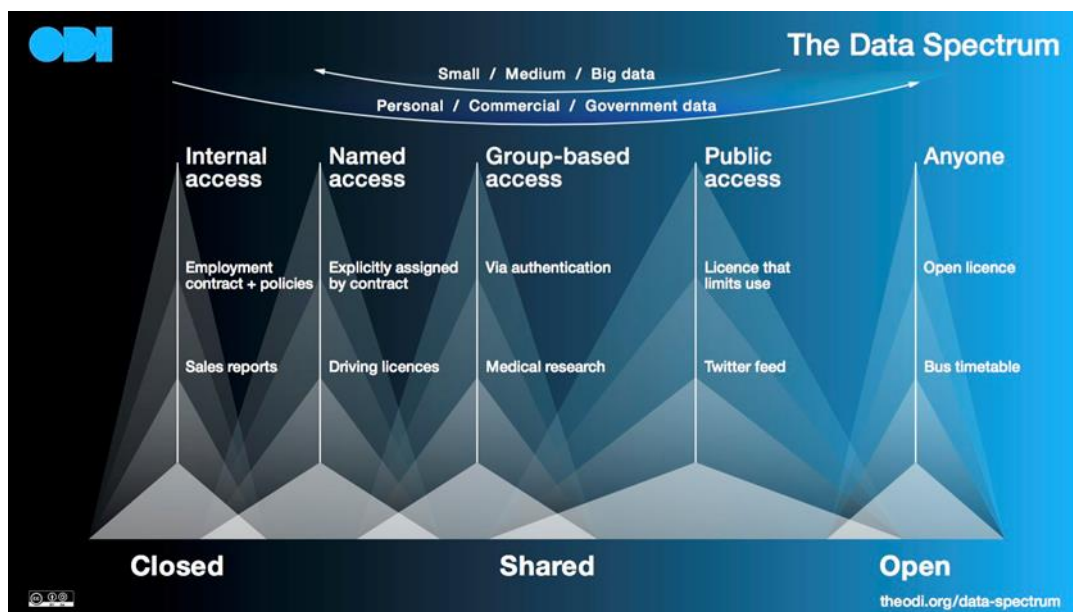 ODI
The Data Spectrum
Small / Medium / Big data
Personal / Commercial / Government data
Internal
access
Named
access
Group-based
access
Public
access
Anyone
Employment
contract + policies
Explicitly assigned
by contract
Via authentication
Licence that
limits use
Open licence
Sales reports
Driving licences
Medical research
Twitter feed
Bus timetable
Closed
Shared
Open
theodi.org/data-spectrum